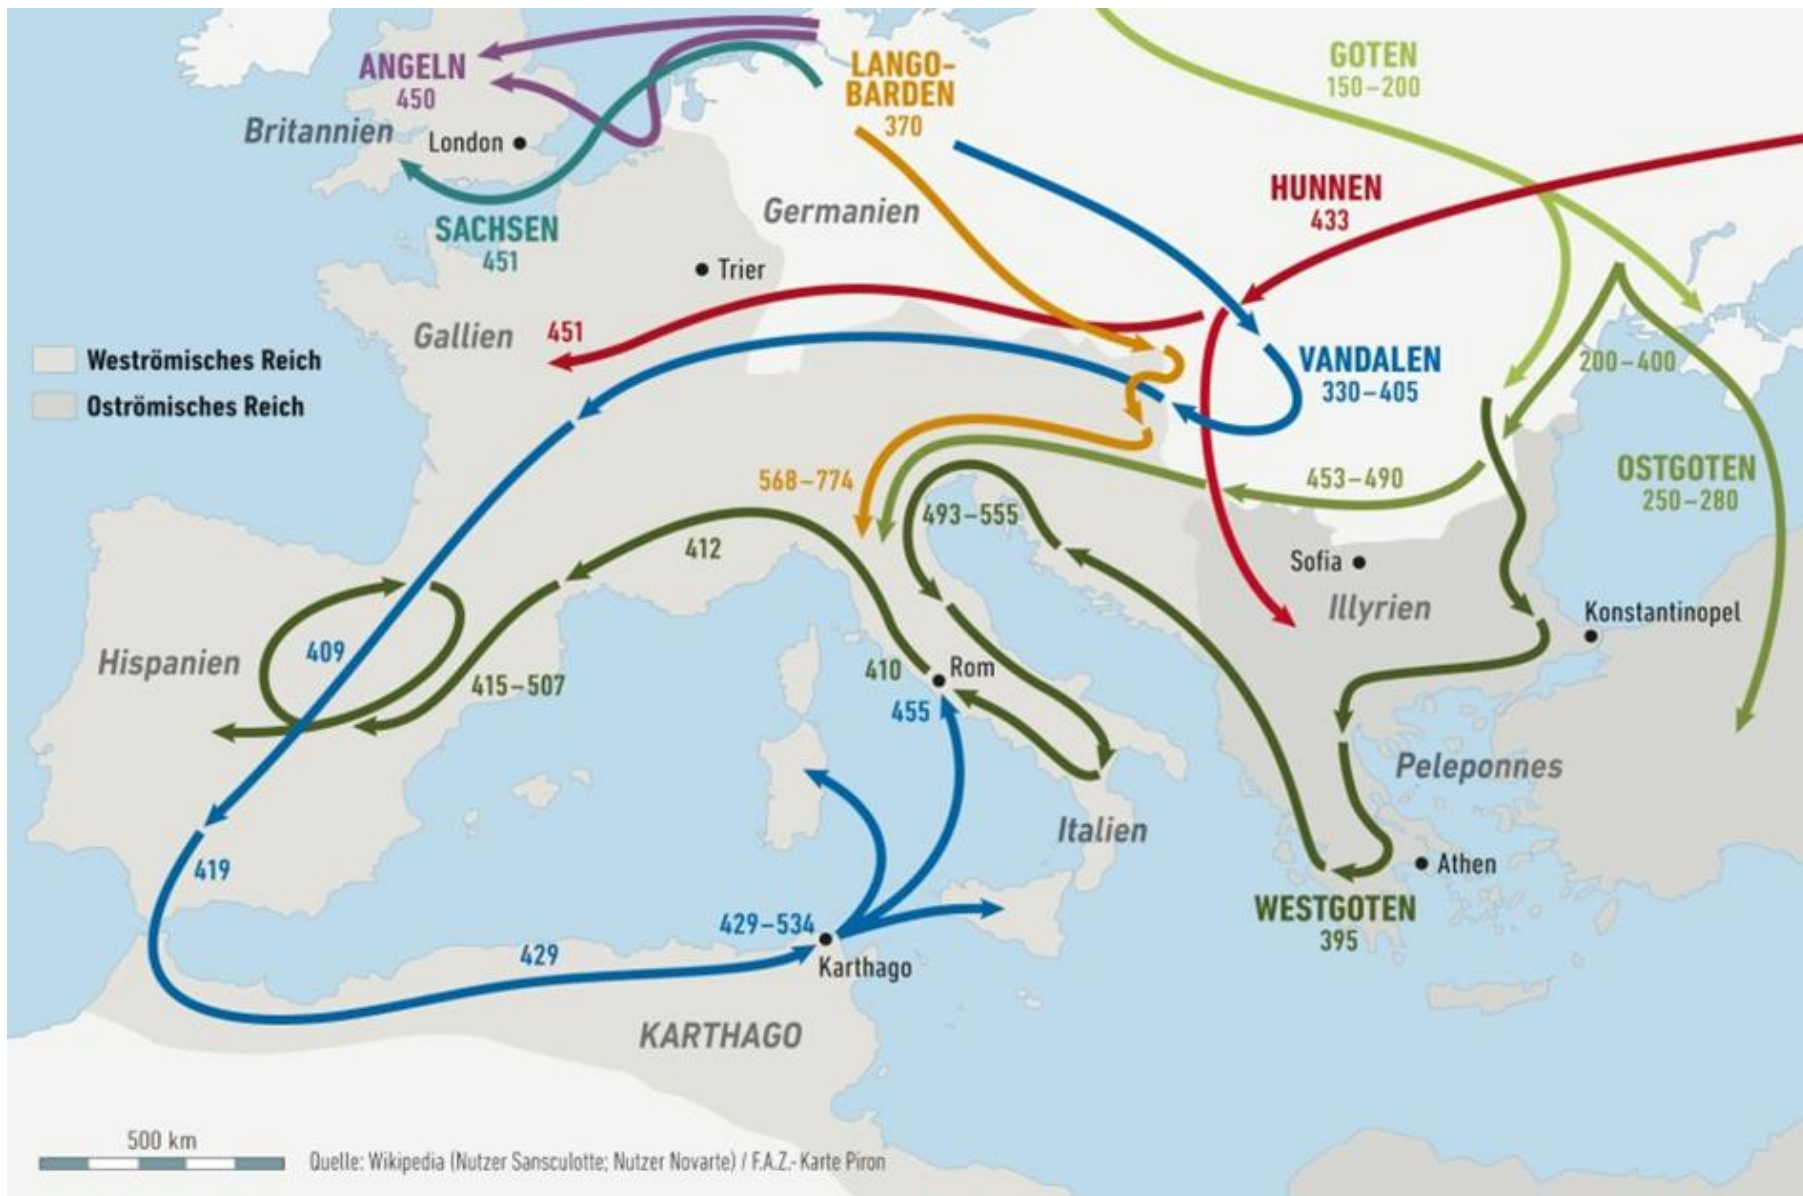 GOTEN
150–200
LANGO-
BARDEN
370
ANGELN
450
Britannien
London
HUNNEN
433
Germanien
SACHSEN
451
Trier
Gallien
451
Weströmisches Reich
Oströmisches Reich
VANDALEN
330–405
200–400
OSTGOTEN
250–280
568–774
453–490
493–555
412
Sofia
Illyrien
Konstantinopel
Hispanien
409
415–507
410
Rom
455
Peleponnes
Italien
419
Athen
WESTGOTEN
395
429–534
429
Karthago
KARTHAGO
500 km
Quelle: Wikipedia (Nutzer Sansculotte; Nutzer Novarte) / F.A.Z.-Karte Piron